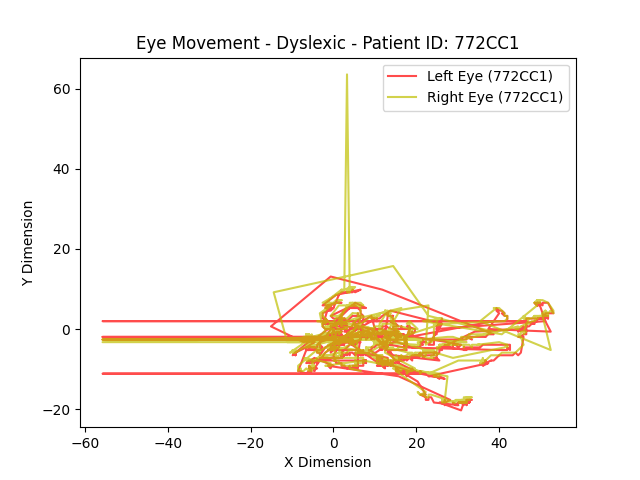 Eye Movement - Dyslexic - Patient ID: 772CC1
Left Eye (772CC1)
Right Eye (772CC1)
Y Dimension
60
40
20
0
−20
−60
−40
−20
0
20
40
X Dimension